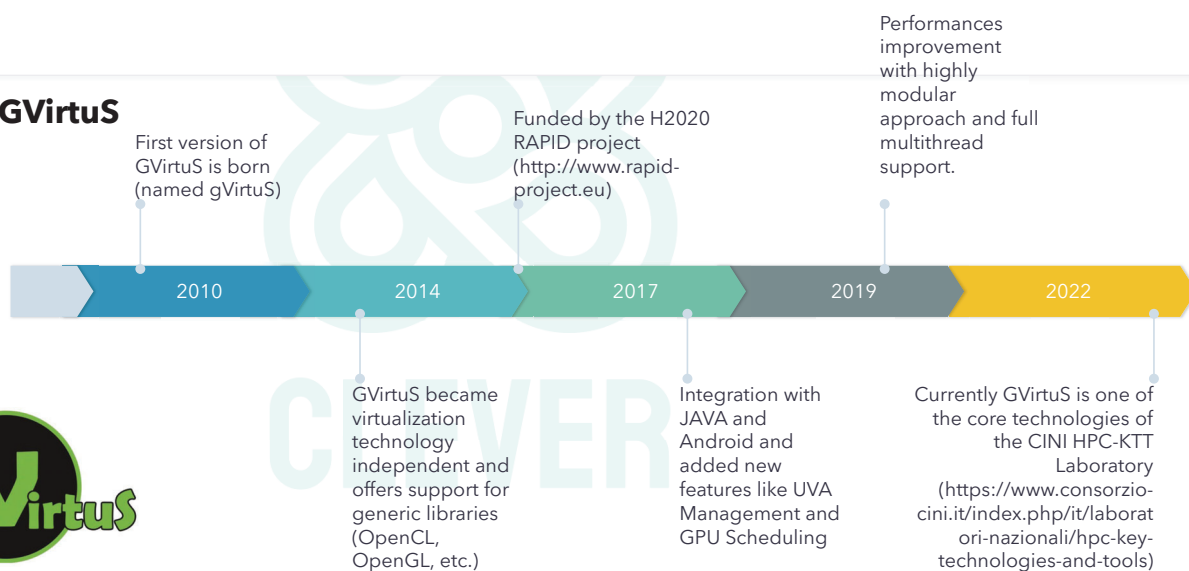 GVirtuS
First version of
GVirtuS is born
(named gVirtuS)
Funded by the H2020
RAPID project
(http://www.rapid-
project.eu)
Performances
improvement
with highly
modular
approach and full
multithread
support.
2010
2014
2017
2019
2022
GVirtuS became
virtualization
technology
independent and
offers support for
generic libraries
(OpenCL,
OpenGL, etc.)
Integration with
JAVA and
Android and
added new
features like UVA
Management and
GPU Scheduling
Currently GVirtuS is one of
the core technologies of
the CINI HPC-KTT
Laboratory
(https://www.consorzio-
cini.it/index.php/it/laborat
ori-nazionali/hpc-key-
technologies-and-tools)
CLEVER
VirtuS